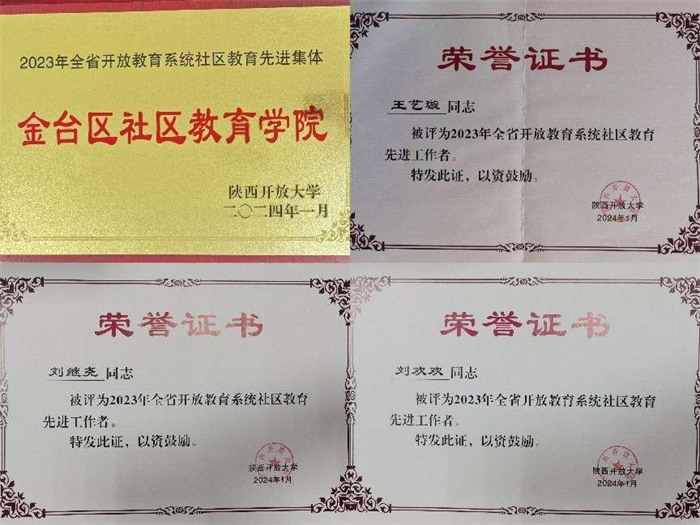 2023年全省开放教育系统社区教育先进集体
金台区社区教育学院
陕西开放大学
二〇二四年一月
荣誉证书
王艺璇 同志
被评为2023年全省开放教育系统社区教育
先进工作者。
特发此证，以资鼓励。
陕西开放大学
2024年1月
荣誉证书
刘继尧 同志
被评为2023年全省开放教育系统社区教育
先进工作者。
特发此证，以资鼓励。
陕西开放大学
2024年1月
荣誉证书
刘欢欢 同志
被评为2023年全省开放教育系统社区教育
先进工作者。
特发此证，以资鼓励。
陕西开放大学
2024年1月